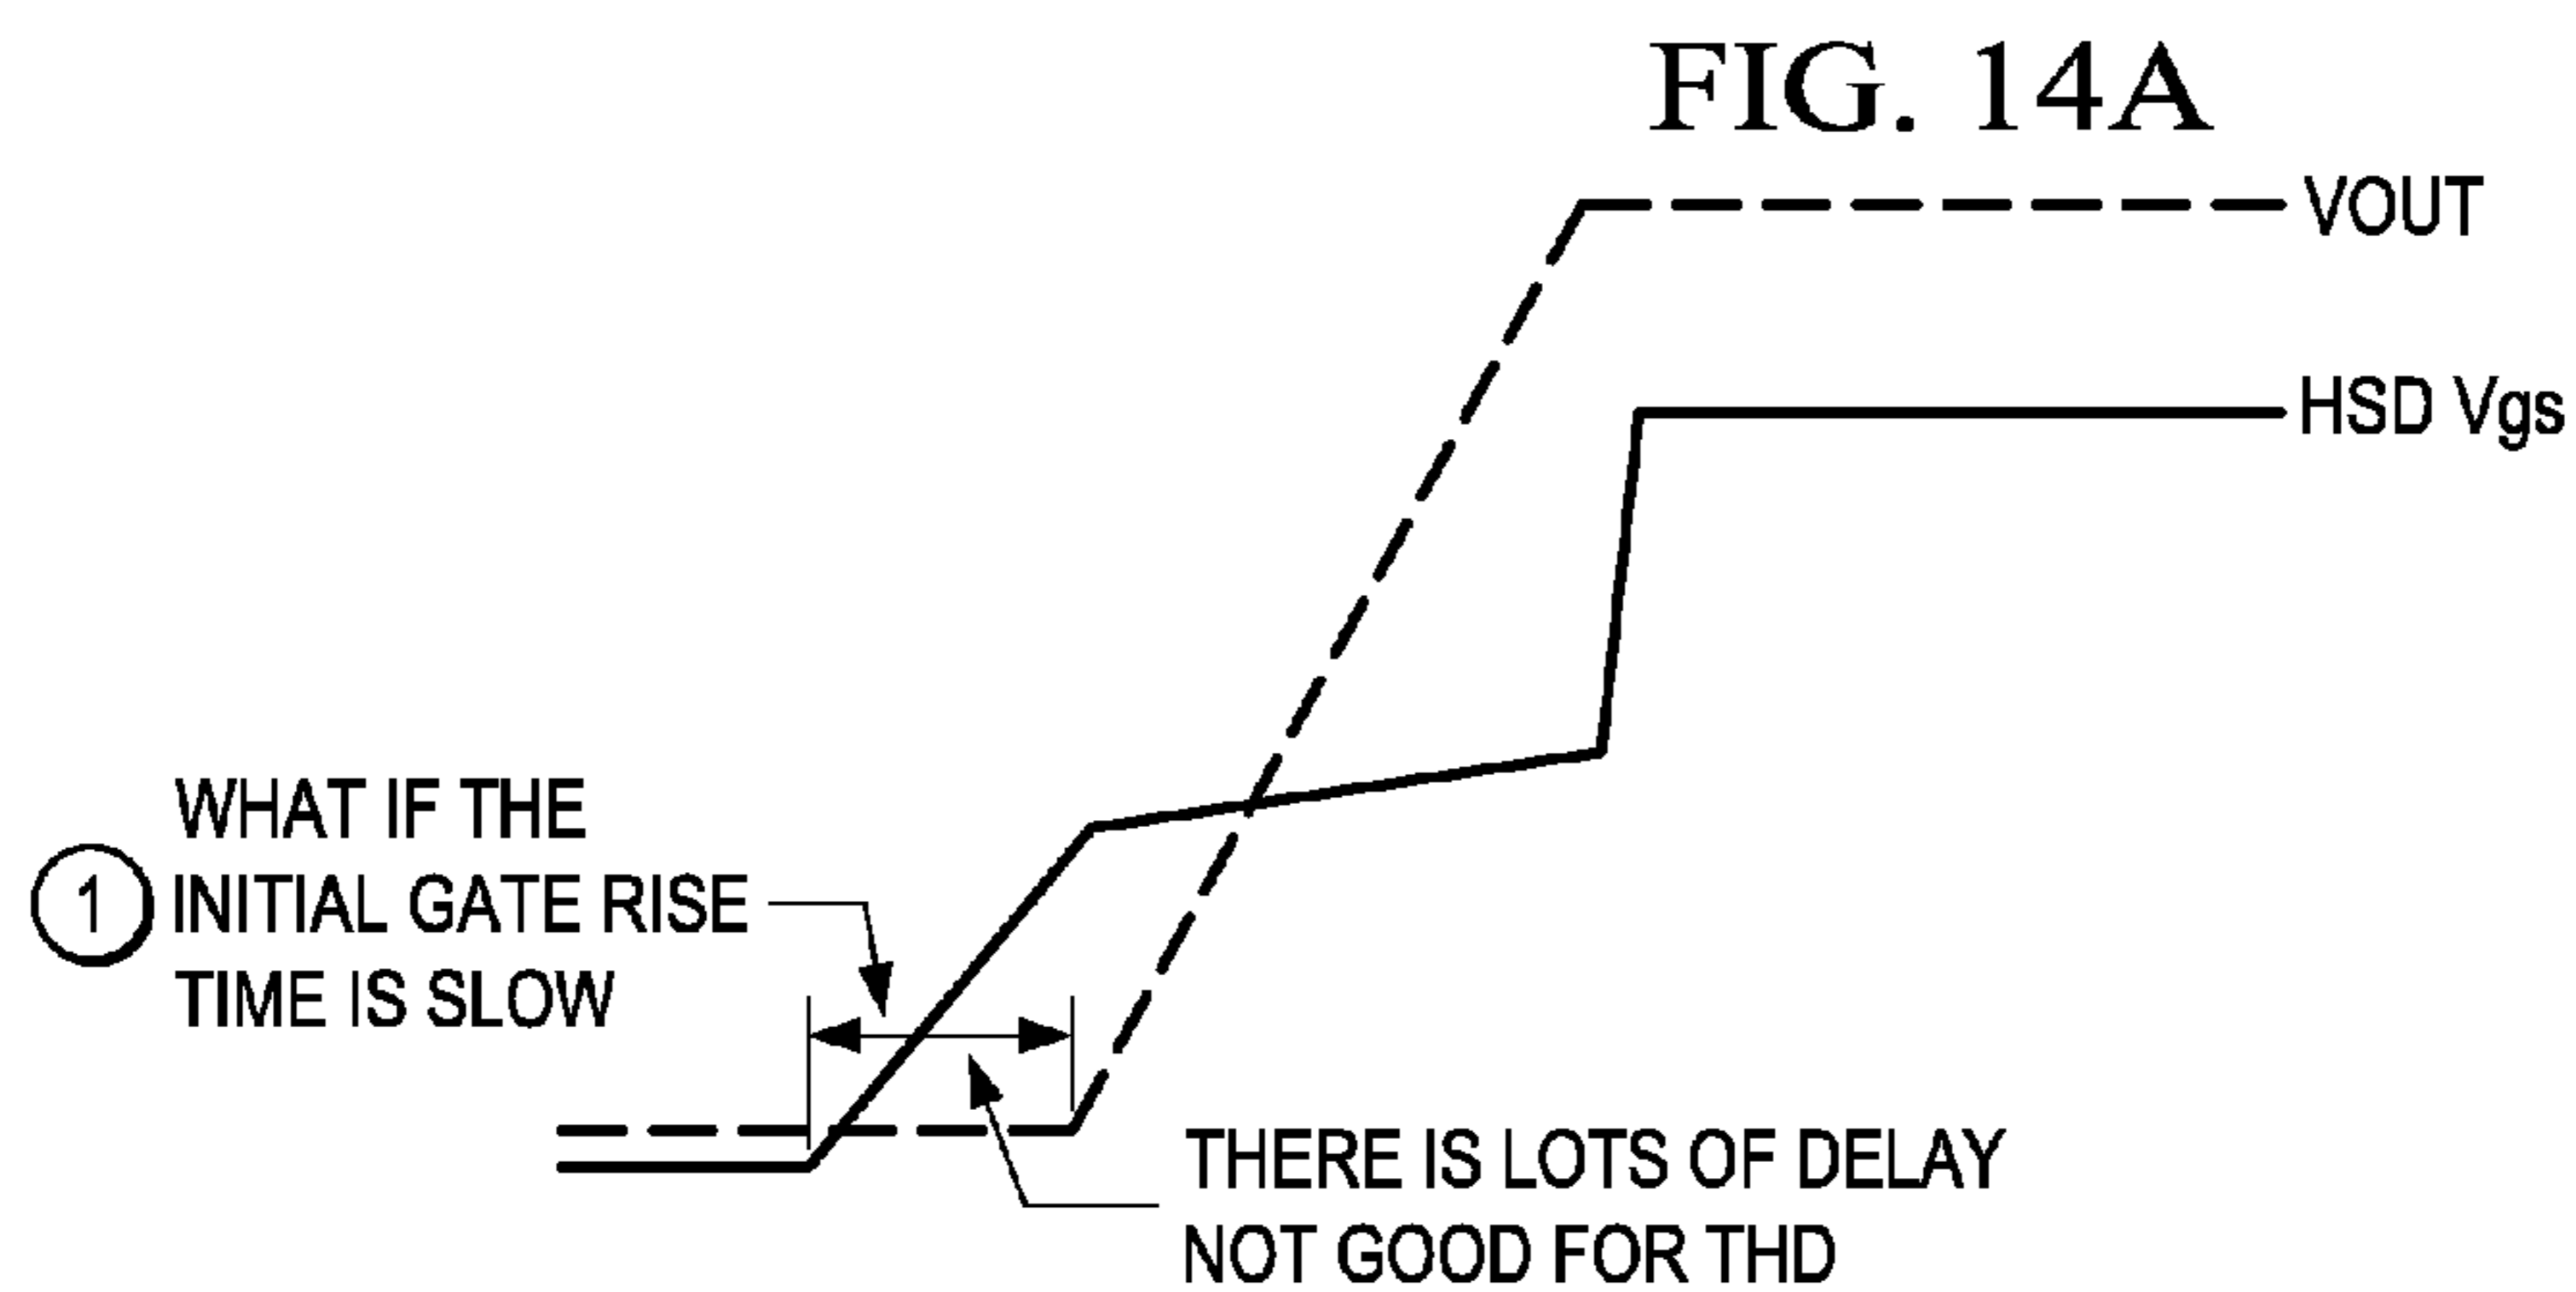 FIG. 14A
VOUT
HSD Vgs
1
WHAT IF THE
INITIAL GATE RISE
TIME IS SLOW
THERE IS LOTS OF DELAY
NOT GOOD FOR THD